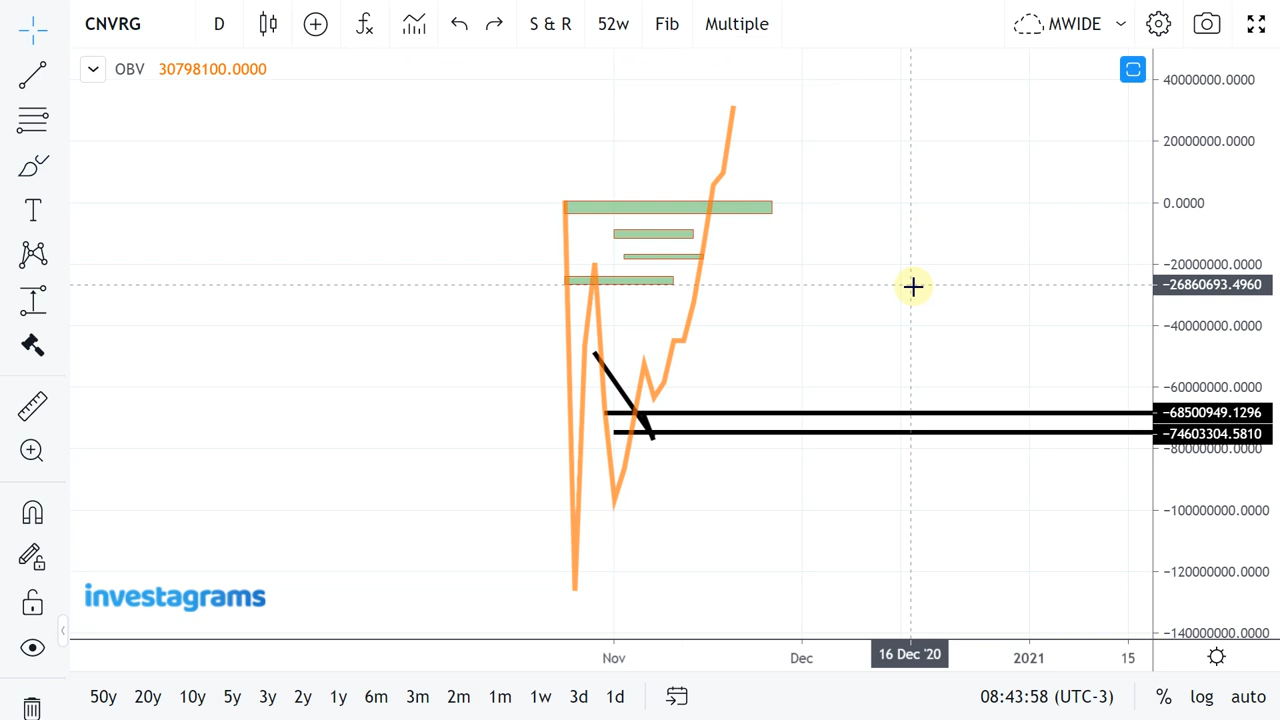 CNVRG D S & R 52w Fib Multiple MWIDE
OBV 30798100.0000
40000000.0000
20000000.0000
0.0000
−20000000.0000
−26860693.4960
−40000000.0000
−60000000.0000
−68500949.1296
−74603304.5810
−80000000.0000
−100000000.0000
−120000000.0000
−140000000.0000
investagrams
Nov Dec 16 Dec '20 2021 15
50y 20y 10y 5y 3y 2y 1y 6m 3m 2m 1m 1w 3d 1d 08:43:58 (UTC-3) % log auto